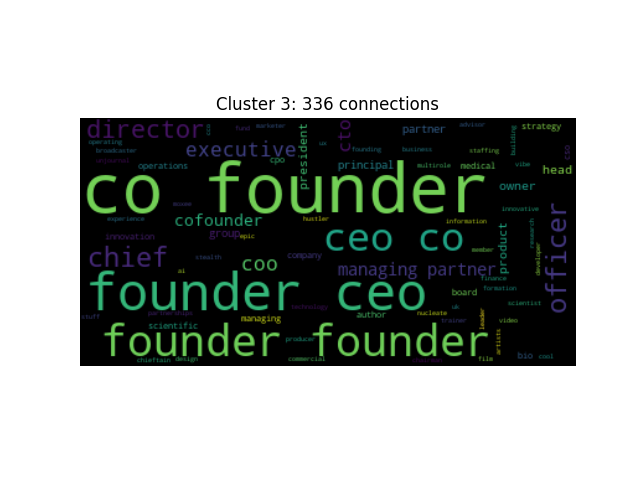 Cluster 3: 336 connections
director
cco
fund
marketer
president
cto
partner
advisor
building
strategy
operating
broadcaster
executive
cpo
ux
founding
business
staffing
cso
operations
principal
multirole
medical
vibe
head
co founder
owner
experience
cofounder
hustler
information
innovative
innovation
group
epic
ceo co
member
product
research
developer
officer
chief
stealth
coo
company
managing partner
finance
ai
founder ceo
board
formation
scientist
technology
uk
partnerships
scientific
managing
author
nucleate
trainer
leader
video
founder founder
producer
artists
chieftain
design
commercial
film
bio
cool